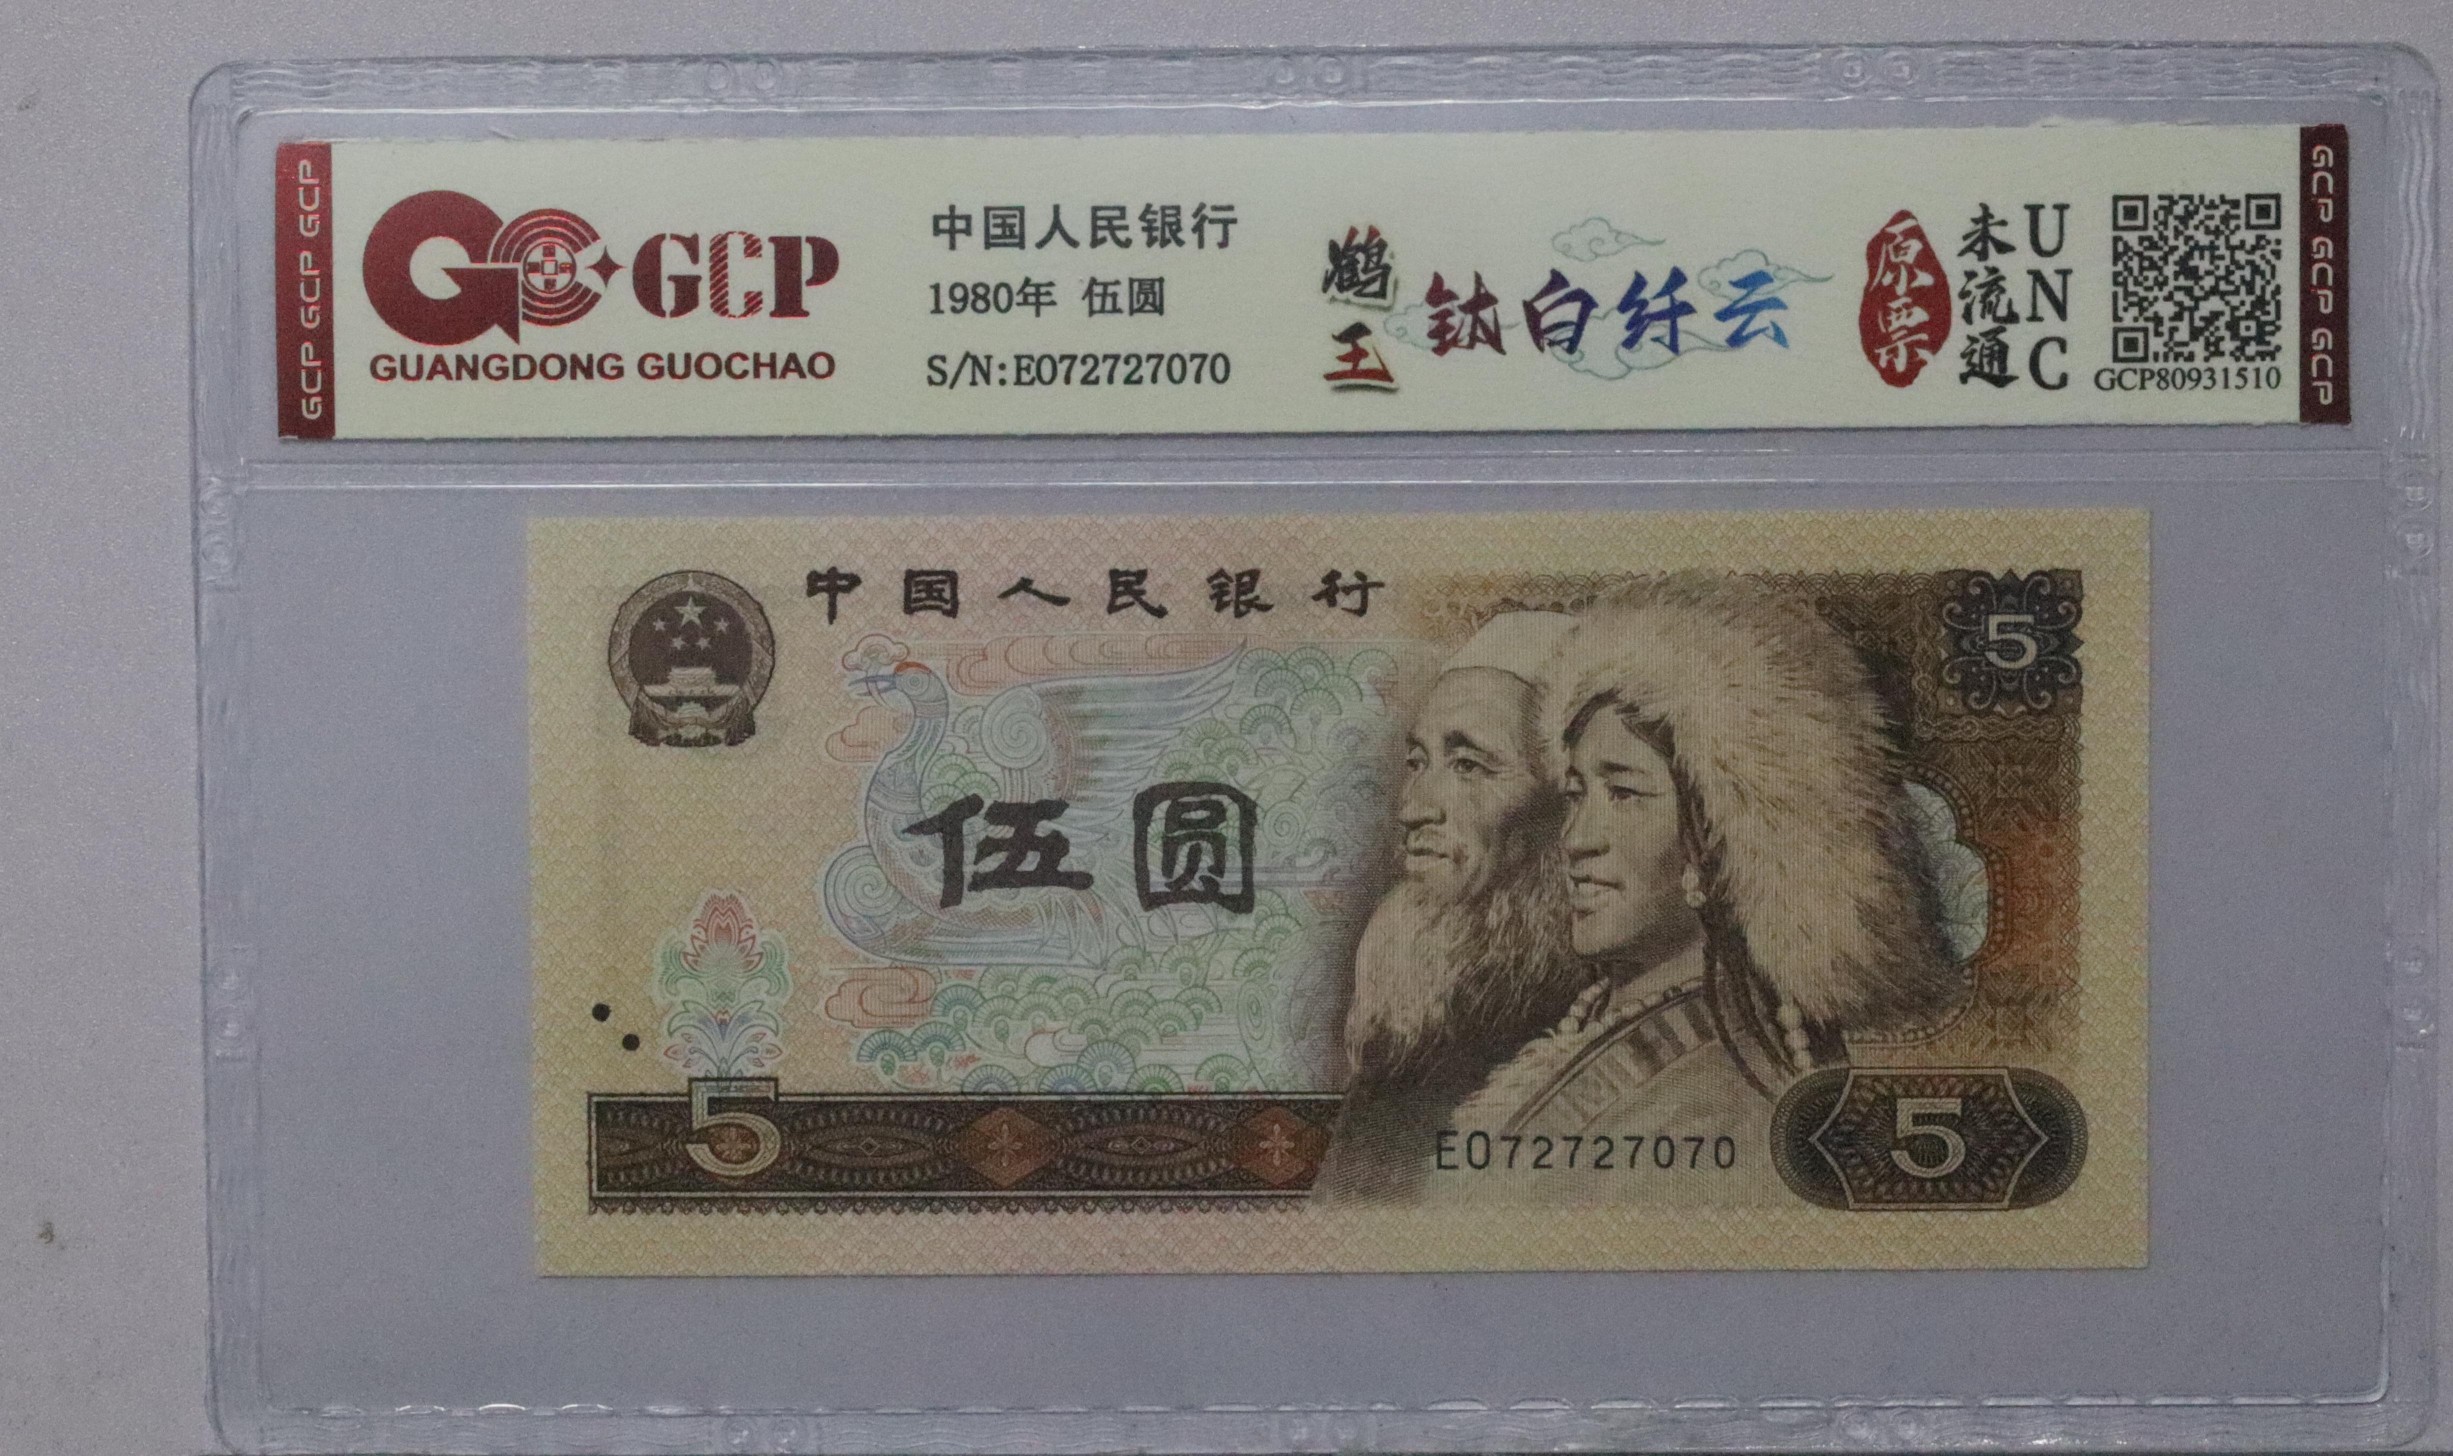 GCP GCP GCP
GCP
GUANGDONG GUOCHAO
中国人民银行
1980年 伍圆
S/N:EO72727070
鹤王
钛白纤云
原票
未流通
UNC
GCP80931510
GCP GCP GCP
中国人民银行
5
伍圆
5
EO72727070
5